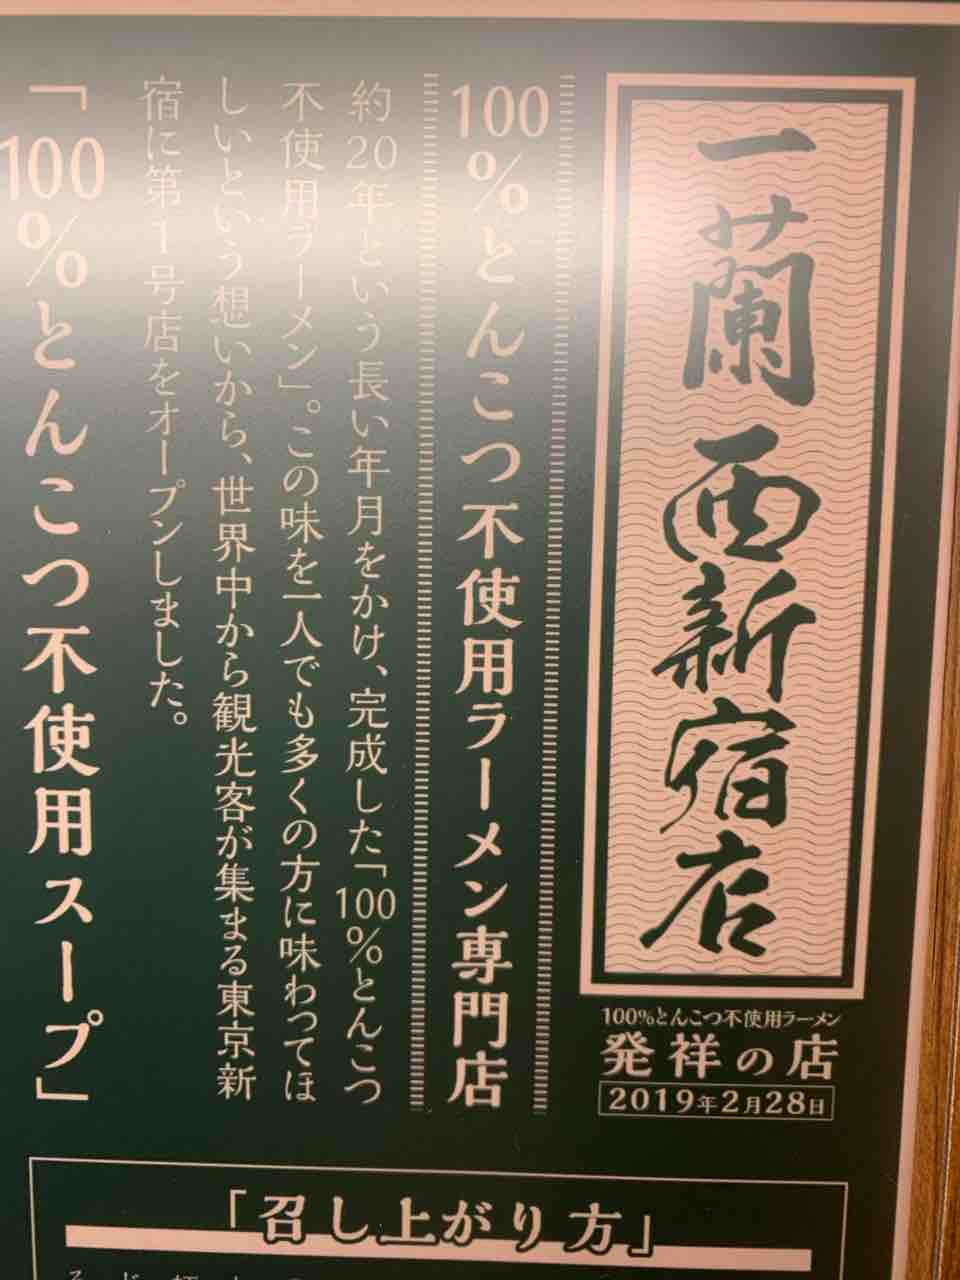 一蘭 西新宿店
100%とんこつ不使用ラーメン
発祥の店
2019年2月28日
100%とんこつ不使用ラーメン専門店
約20年という長い年月をかけ、完成した「100%とんこつ
不使用ラーメン」。この味を一人でも多くの方に味わってほ
しいという想いから、世界中から観光客が集まる東京新
宿に第1号店をオープンしました。
「100%とんこつ不使用スープ」
「召し上がり方」